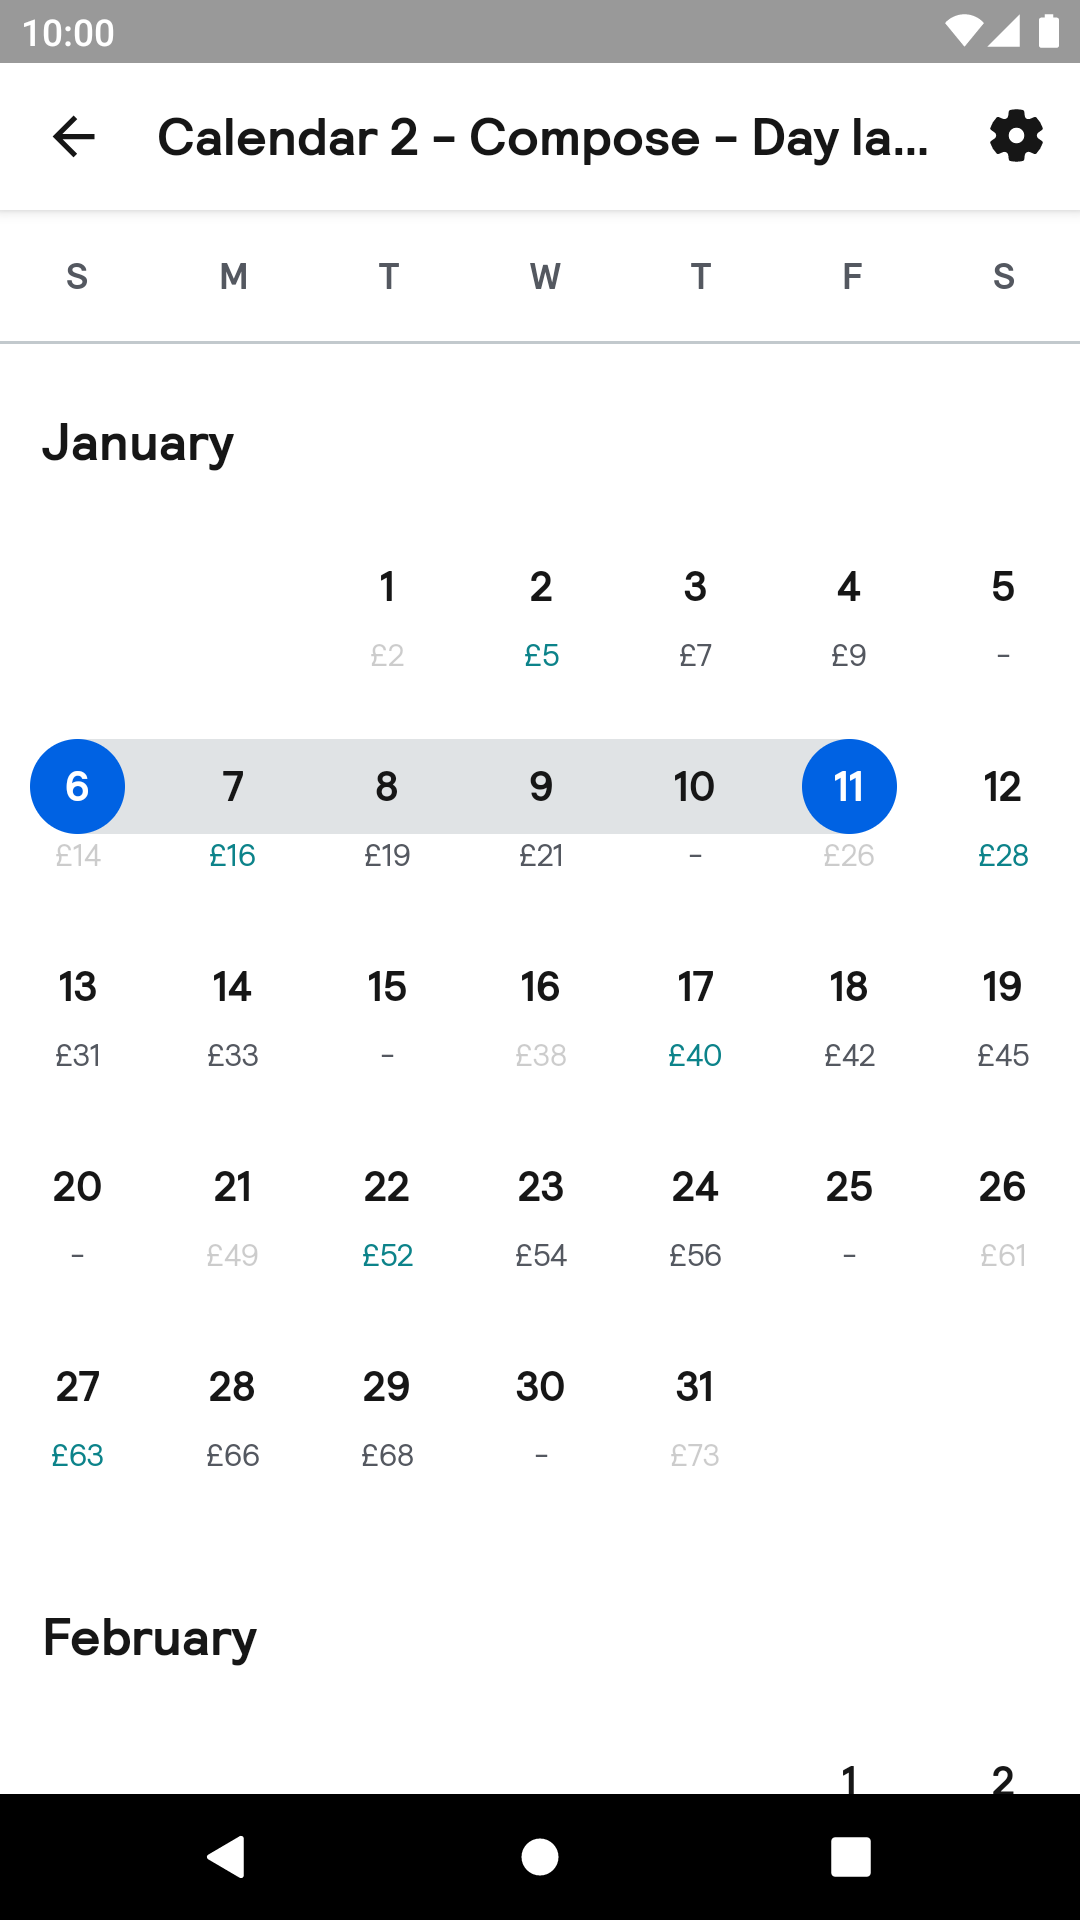 10:00
Calendar 2 - Compose - Day la...
S M T W T F S
January
1 2 3 4 5
£2 £5 £7 £9 -
6 7 8 9 10 11 12
£14 £16 £19 £21 - £26 £28
13 14 15 16 17 18 19
£31 £33 - £38 £40 £42 £45
20 21 22 23 24 25 26
- £49 £52 £54 £56 - £61
27 28 29 30 31
£63 £66 £68 - £73
February
1 2